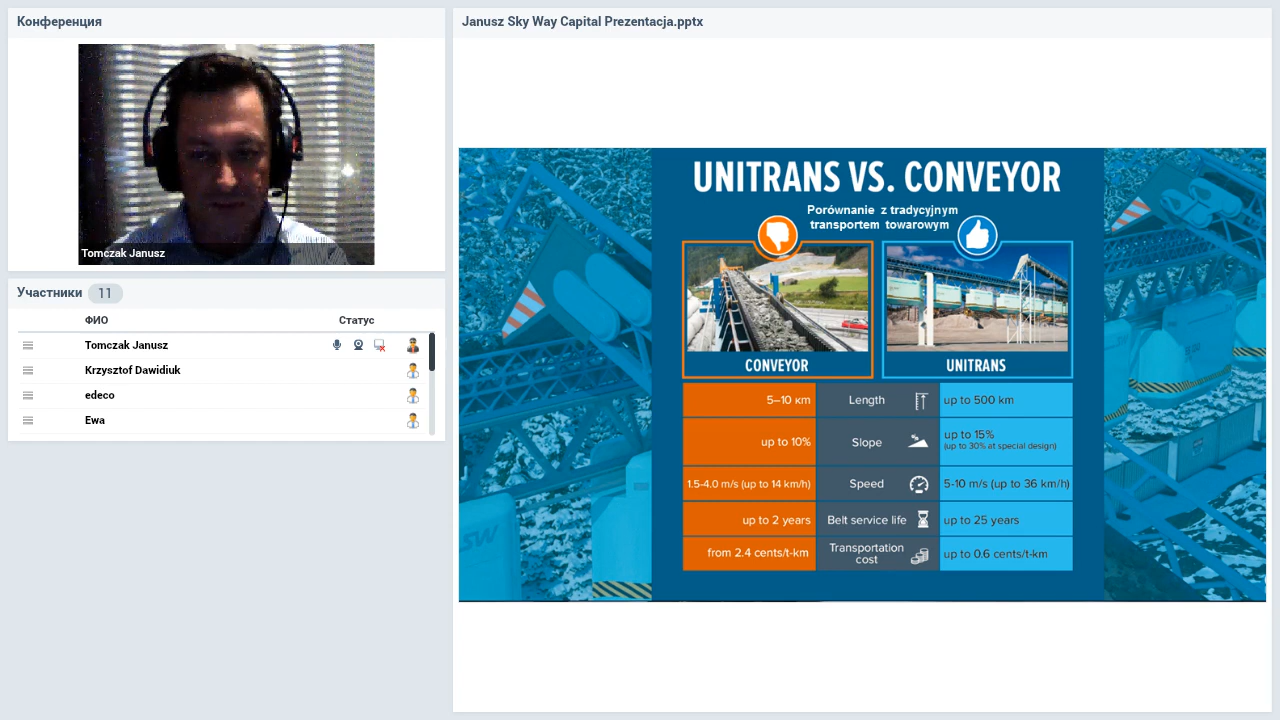 Конференция
Tomczak Janusz
Участники 11
ФИО Статус
Tomczak Janusz
Krzysztof Dawidiuk
edeco
Ewa
Janusz Sky Way Capital Prezentacja.pptx
UNITRANS VS. CONVEYOR
Porównanie z tradycyjnym
transportem towarowym
CONVEYOR UNITRANS
5–10 км Length up to 500 km
up to 10% Slope up to 15%
(up to 30% at special design)
1.5-4.0 m/s (up to 14 km/h) Speed 5-10 m/s (up to 36 km/h)
up to 2 years Belt service life up to 25 years
from 2.4 cents/t-km Transportation cost up to 0.6 cents/t-km
SW